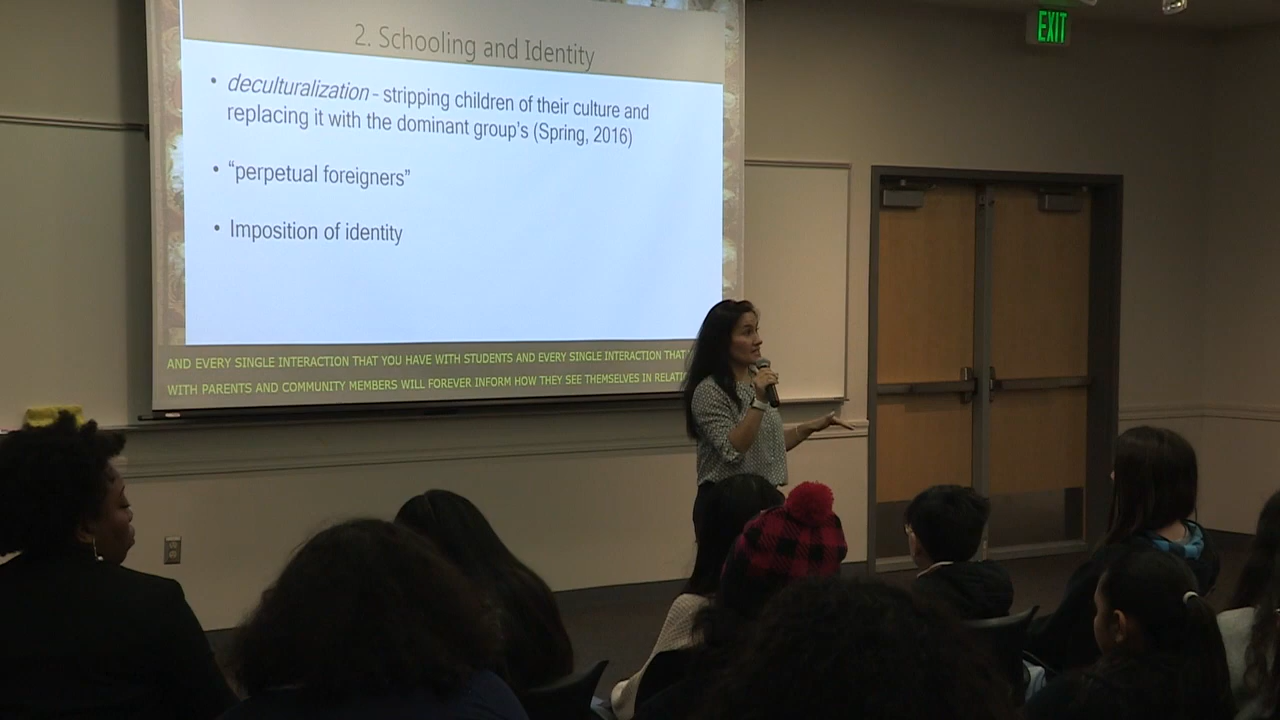 2. Schooling and Identity
• deculturalization - stripping children of their culture and
replacing it with the dominant group's (Spring, 2016)
• "perpetual foreigners"
• Imposition of identity
AND EVERY SINGLE INTERACTION THAT YOU HAVE WITH STUDENTS AND EVERY SINGLE INTERACTION THAT
WITH PARENTS AND COMMUNITY MEMBERS WILL FOREVER INFORM HOW THEY SEE THEMSELVES IN
EXIT